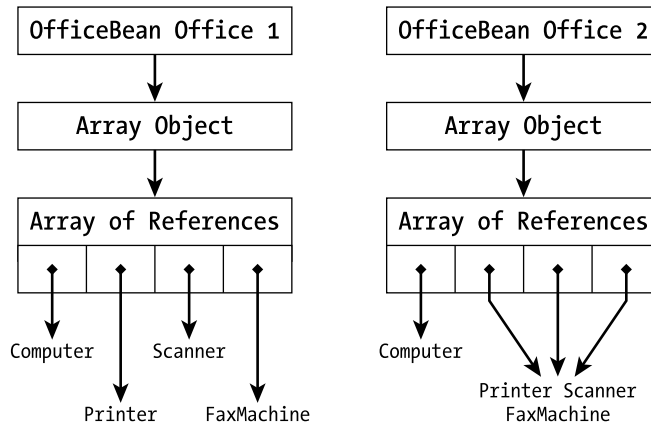 OfficeBean Office 1
Array Object
Array of References
Computer
Scanner
Printer
FaxMachine
OfficeBean Office 2
Array Object
Array of References
Computer
Printer Scanner
FaxMachine